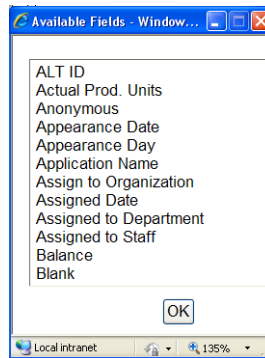 Available Fields - Window...
ALT ID
Actual Prod. Units
Anonymous
Appearance Date
Appearance Day
Application Name
Assign to Organization
Assigned Date
Assigned to Department
Assigned to Staff
Balance
Blank
OK
Local intranet 135%